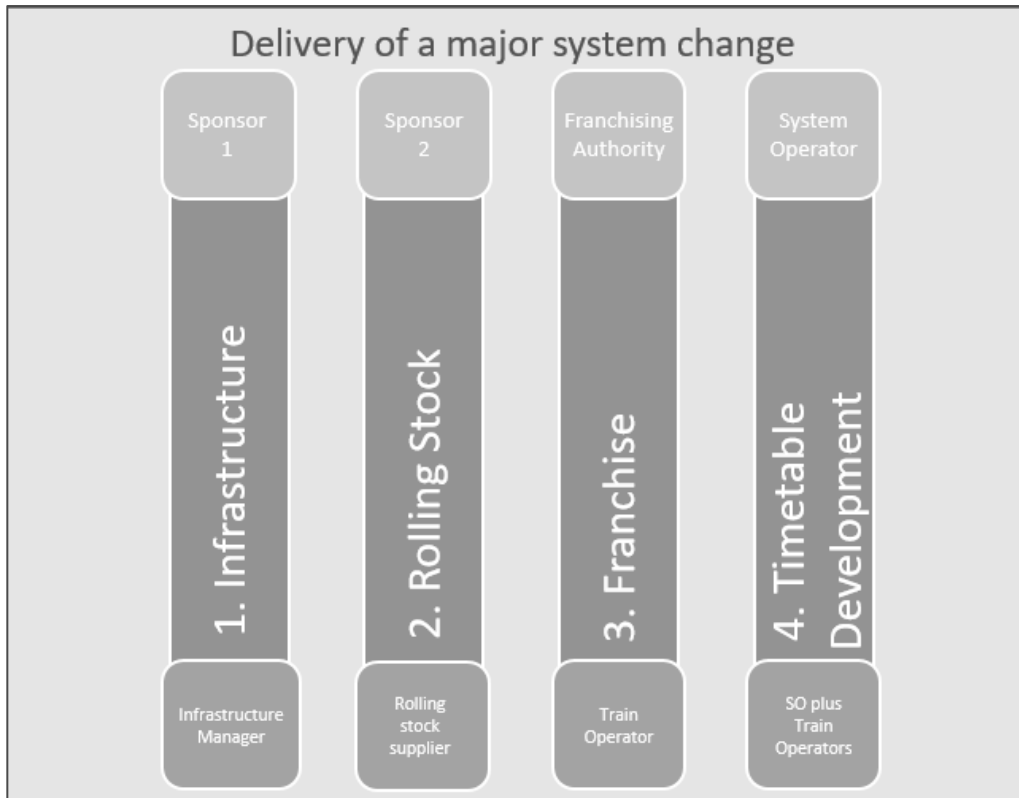 Delivery of a major system change
Sponsor
1
Sponsor
2
Franchising
Authority
System
Operator
1. Infrastructure
2. Rolling Stock
3. Franchise
4. Timetable
Development
Infrastructure
Manager
Rolling
stock
supplier
Train
Operator
SO plus
Train
Operators